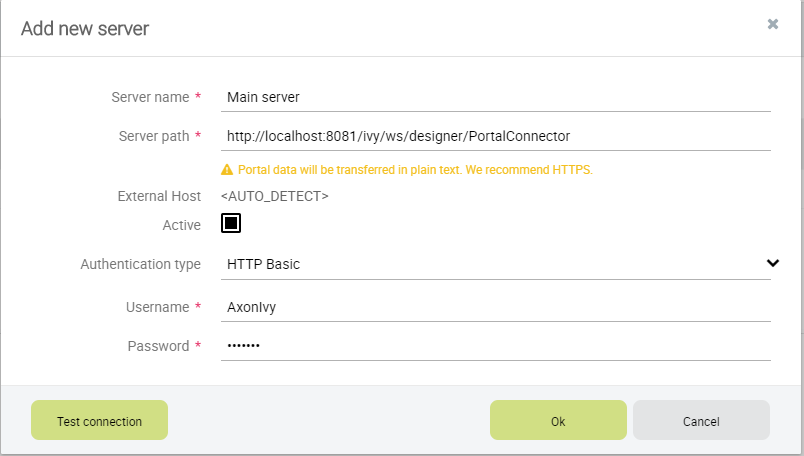 Add new server
Server name * Main server
Server path * http://localhost:8081/ivy/ws/designer/PortalConnector
Portal data will be transferred in plain text. We recommend HTTPS.
External Host <AUTO_DETECT>
Active
Authentication type HTTP Basic
Username * AxonIvy
Password * •••••••
Test connection Ok Cancel